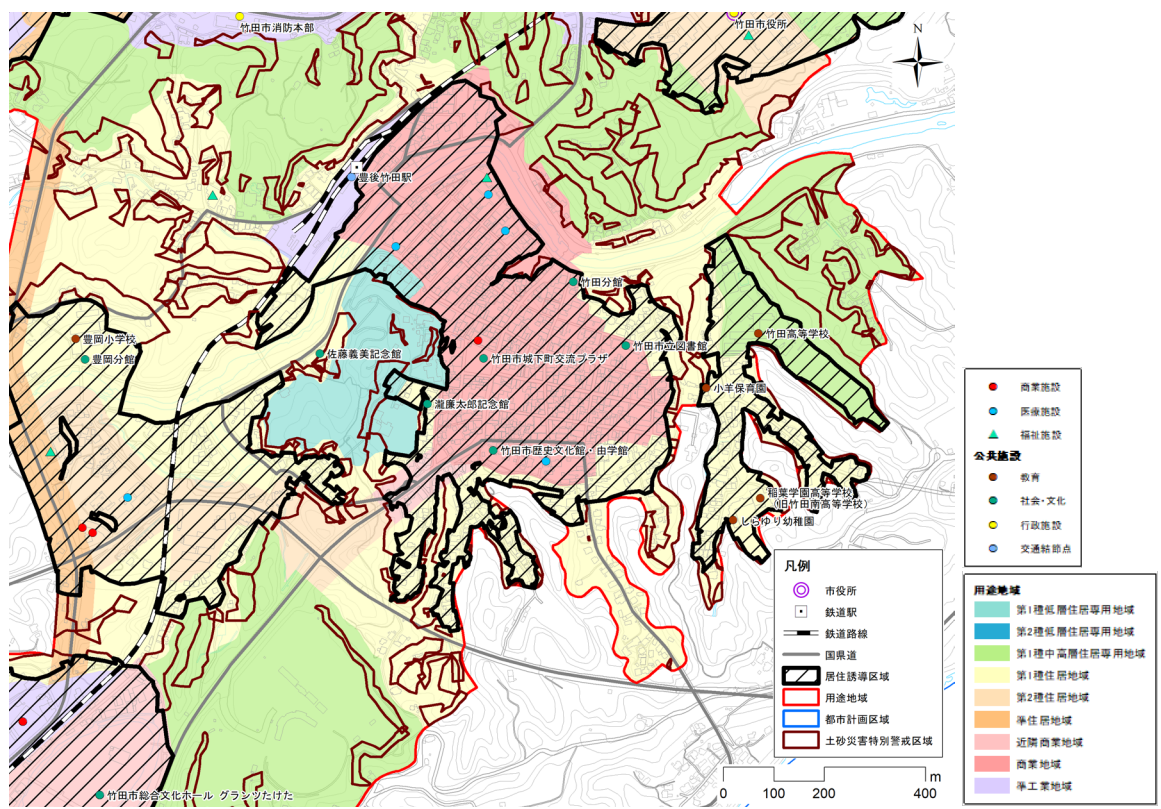 竹田市消防本部
竹田市役所
N
豊後竹田駅
竹田分館
豊岡小学校
豊岡分館
佐藤義美記念館
竹田市城下町交流プラザ
竹田市立図書館
竹田高等学校
小羊保育園
瀧廉太郎記念館
竹田市歴史文化館・由学館
稲葉学園高等学校
(旧竹田南高等学校)
しらゆり幼稚園
竹田市総合文化ホール グランツたけた
凡例
市役所
鉄道駅
鉄道路線
国県道
居住誘導区域
用途地域
都市計画区域
土砂災害特別警戒区域
0 100 200 400 m
商業施設
医療施設
福祉施設
公共施設
教育
社会・文化
行政施設
交通結節点
用途地域
第1種低層住居専用地域
第2種低層住居専用地域
第1種中高層住居専用地域
第1種住居地域
第2種住居地域
準住居地域
近隣商業地域
商業地域
準工業地域